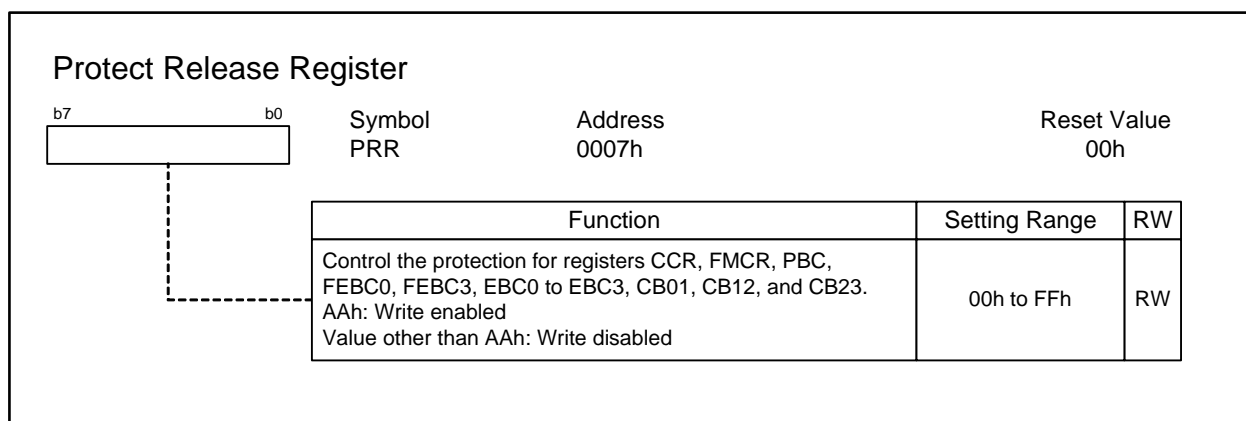 Protect Release Register
b7 b0
Symbol Address Reset Value
PRR 0007h 00h
Function Setting Range RW
Control the protection for registers CCR, FMCR, PBC,
FEBC0, FEBC3, EBC0 to EBC3, CB01, CB12, and CB23.
AAh: Write enabled
Value other than AAh: Write disabled
00h to FFh RW